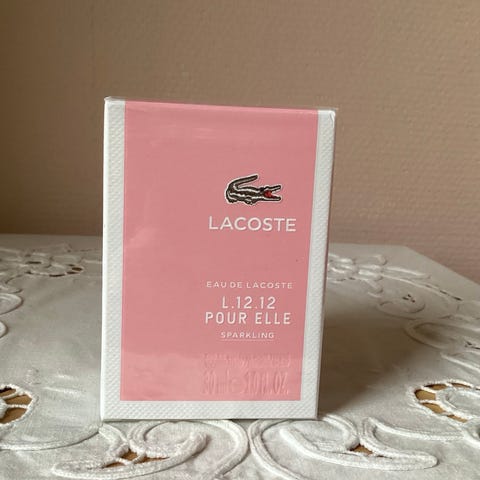 LACOSTE
EAU DE LACOSTE
L.12.12
POUR ELLE
SPARKLING